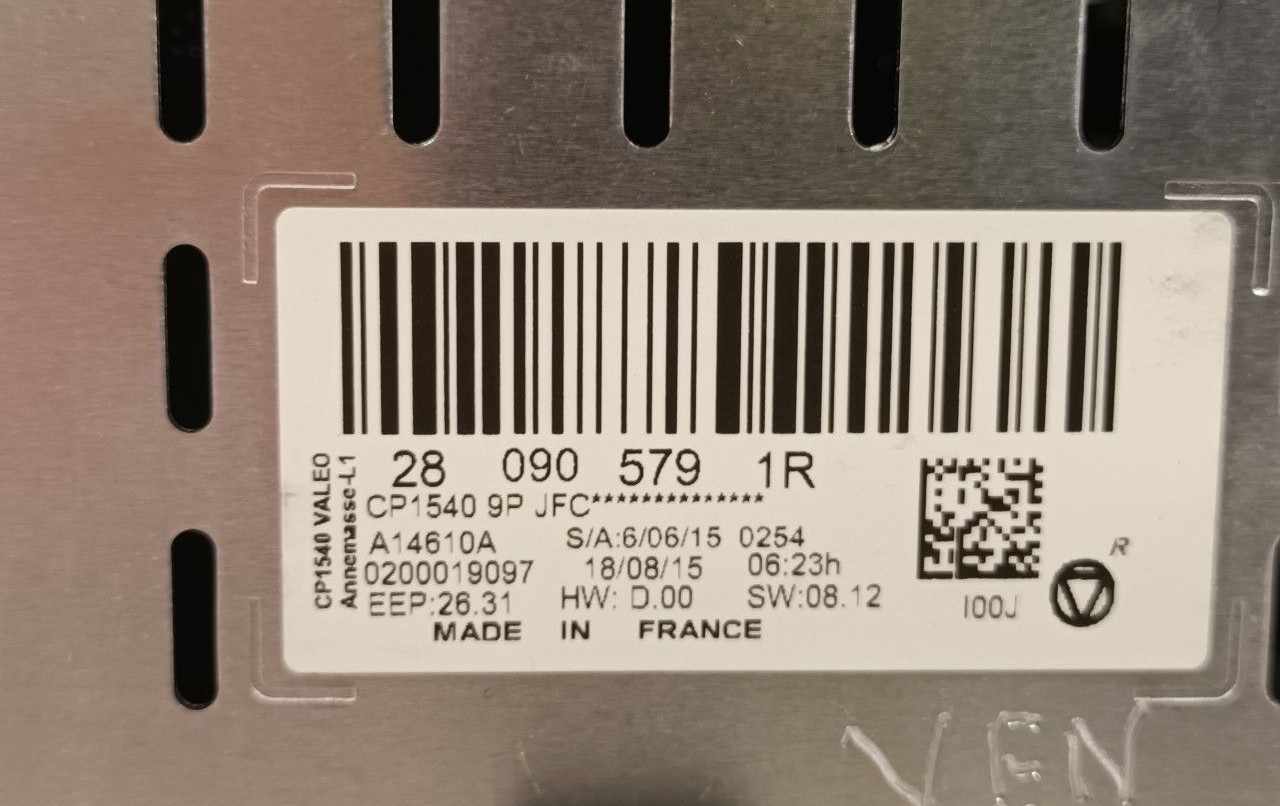 28 090 579 1R
CP1540 VALEO
Annemasse-L1
CP1540 9P JFC**************
A14610A S/A:6/06/15 0254
0200019097 18/08/15 06:23h
EEP:26.31 HW: D.00 SW:08.12
MADE IN FRANCE
I00J
R
VEN